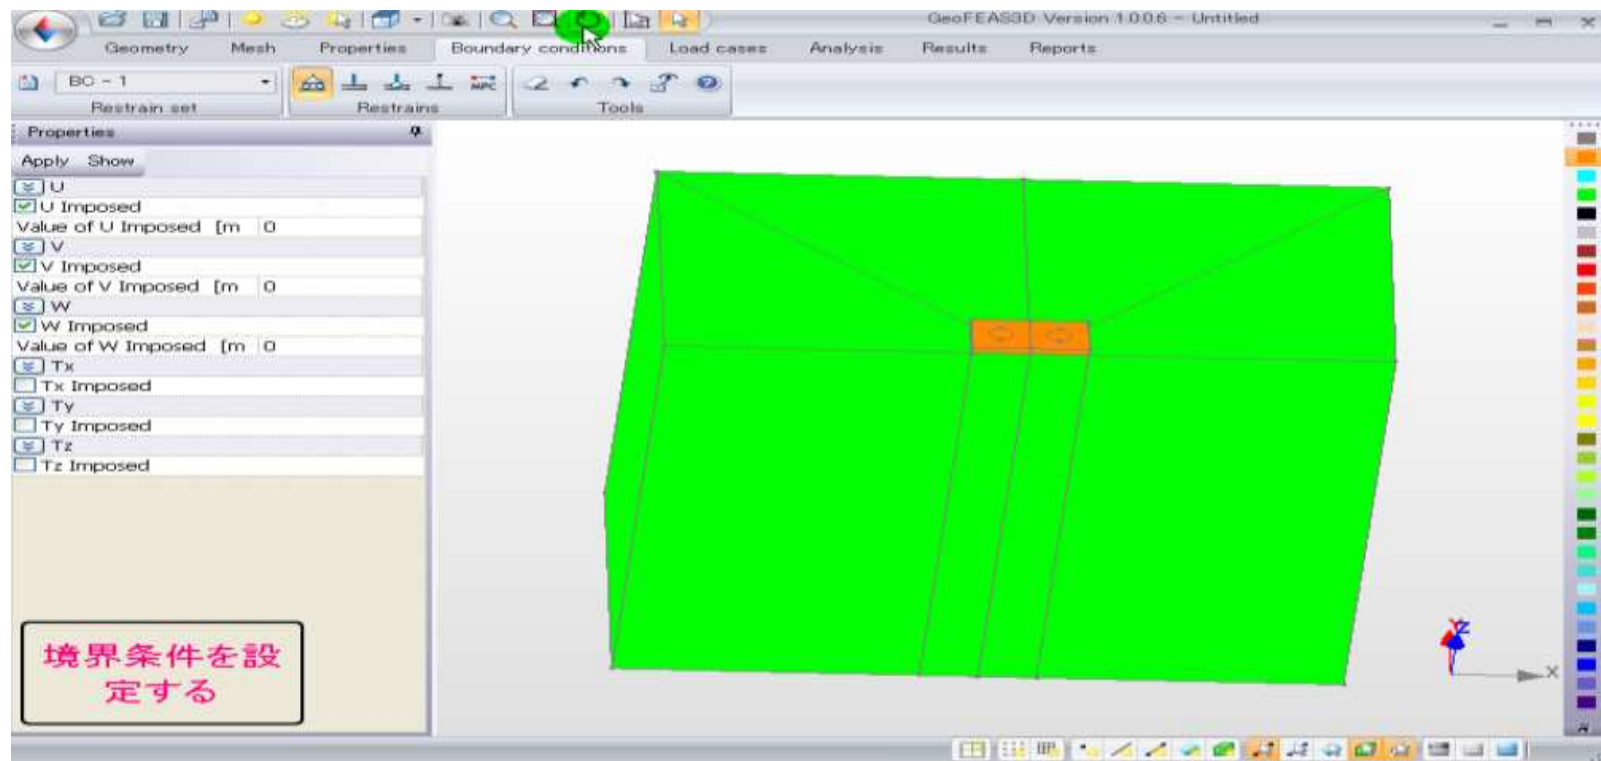 GeoFEAS3D Version 1.0.0.6 - Untitled
Geometry Mesh Properties Boundary conditions Load cases Analysis Results Reports
BC - 1
MPC
Restrain set Restrains Tools
Properties
Apply Show
U
U Imposed
Value of U Imposed [m 0
V
V Imposed
Value of V Imposed [m 0
W
W Imposed
Value of W Imposed [m 0
Tx
Tx Imposed
Ty
Ty Imposed
Tz
Tz Imposed
境界条件を設
定する
Z
X